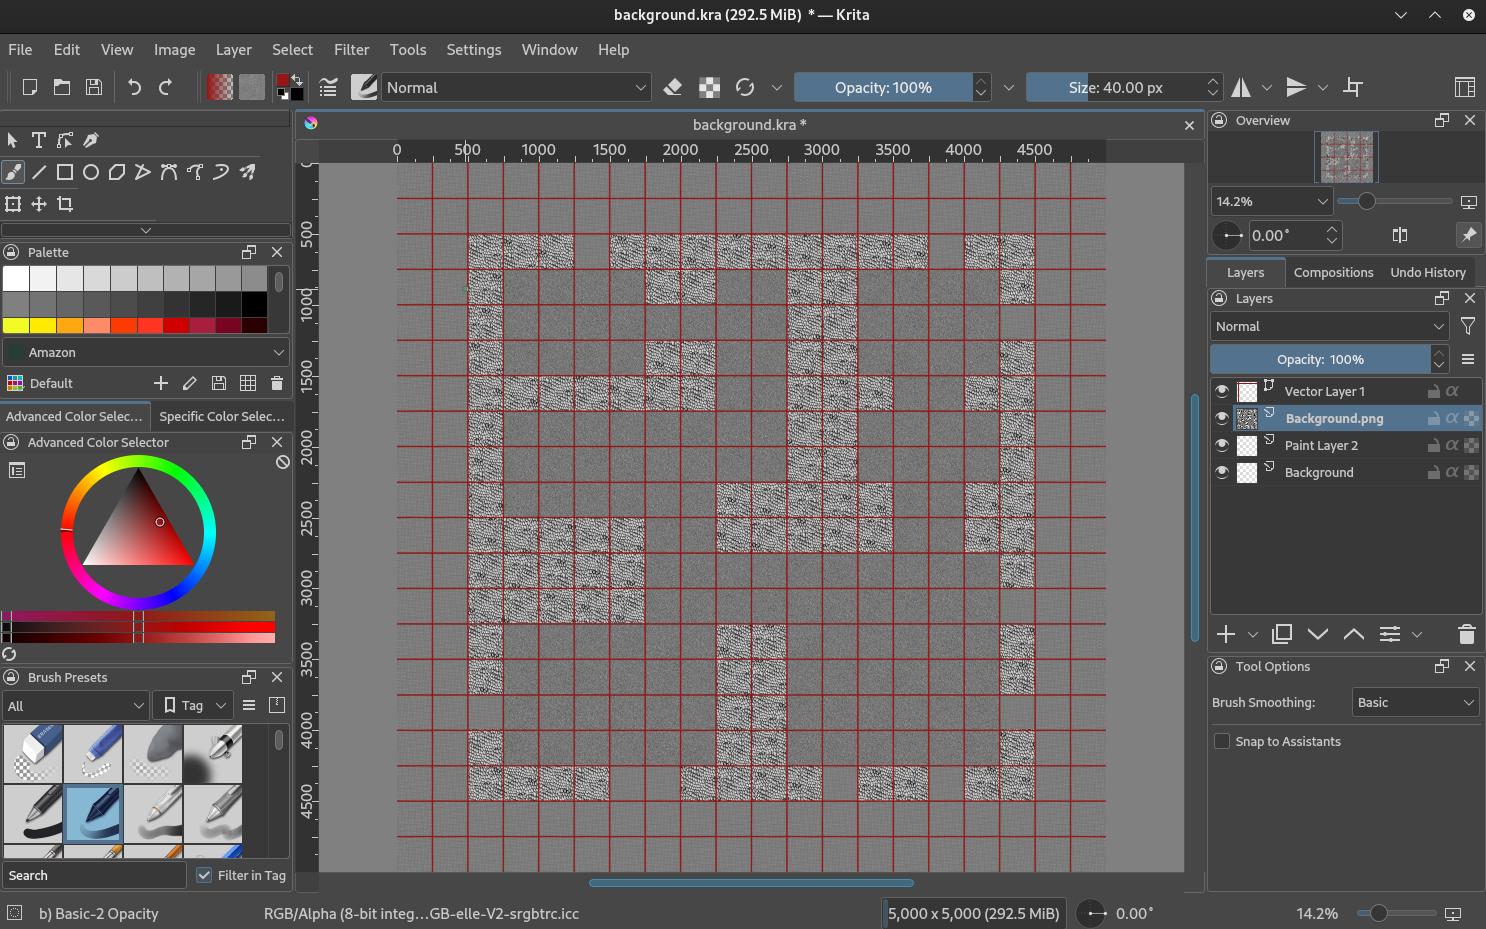 background.kra (292.5 MiB) * — Krita
File Edit View Image Layer Select Filter Tools Settings Window Help
Normal Opacity: 100% Size: 40.00 px
background.kra *
0 500 1000 1500 2000 2500 3000 3500 4000 4500
0 500 1000 1500 2000 2500 3000 3500 4000 4500
Palette
Amazon
Default
Advanced Color Selec... Specific Color Selec...
Advanced Color Selector
Brush Presets
All Tag
Search Filter in Tag
Overview
14.2%
0.00°
Layers Compositions Undo History
Layers
Normal
Opacity: 100%
Vector Layer 1
Background.png
Paint Layer 2
Background
Tool Options
Brush Smoothing: Basic
Snap to Assistants
b) Basic-2 Opacity RGB/Alpha (8-bit integ...GB-elle-V2-srgbtrc.icc 5,000 x 5,000 (292.5 MiB) 0.00° 14.2%